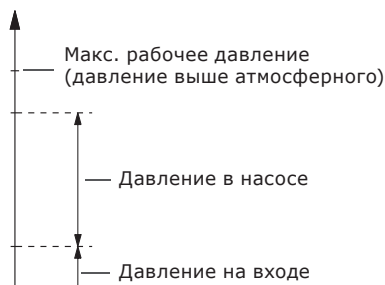 Макс. рабочее давление
(давление выше атмосферного)
Давление в насосе
Давление на входе